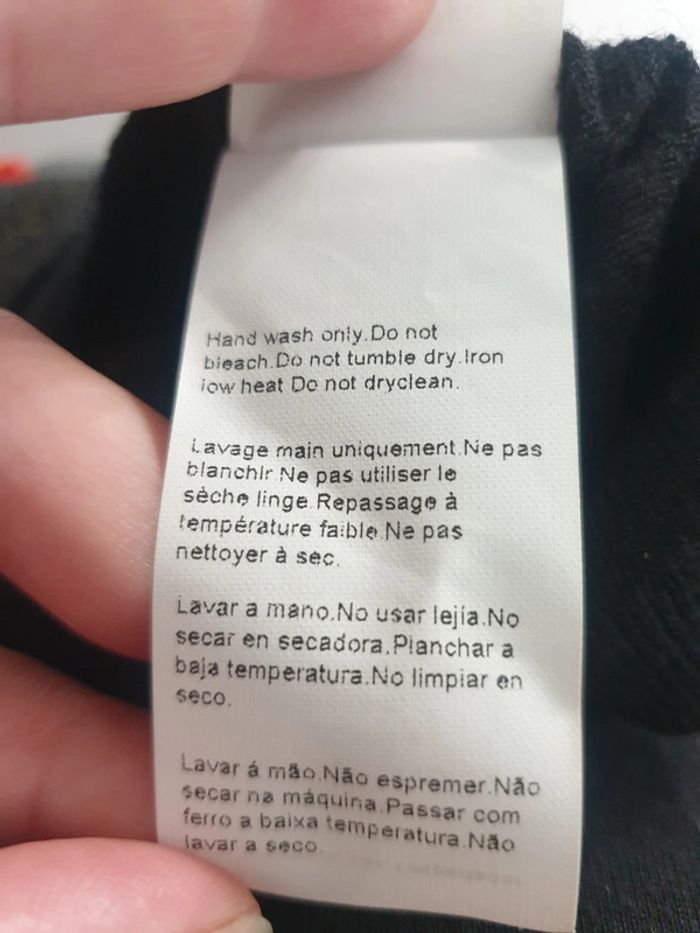 Hand wash only.Do not
bleach.Do not tumble dry.Iron
low heat Do not dryclean.
Lavage main uniquement.Ne pas
blanchir.Ne pas utiliser le
sèche linge.Repassage à
température faible.Ne pas
nettoyer à sec.
Lavar a mano.No usar lejía.No
secar en secadora.Planchar a
baja temperatura.No limpiar en
seco.
Lavar á mão.Não espremer.Não
secar na máquina.Passar com
ferro a baixa temperatura.Não
lavar a seco.